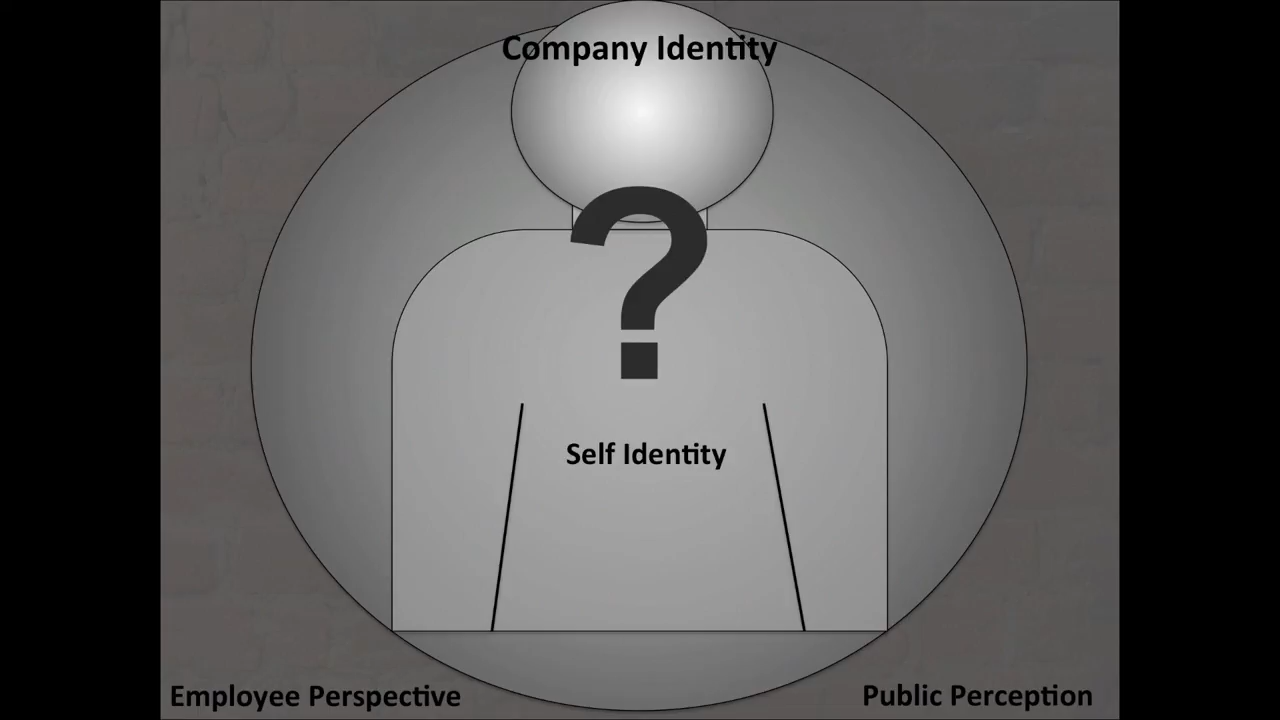 Company Identity
?
Self Identity
Employee Perspective
Public Perception